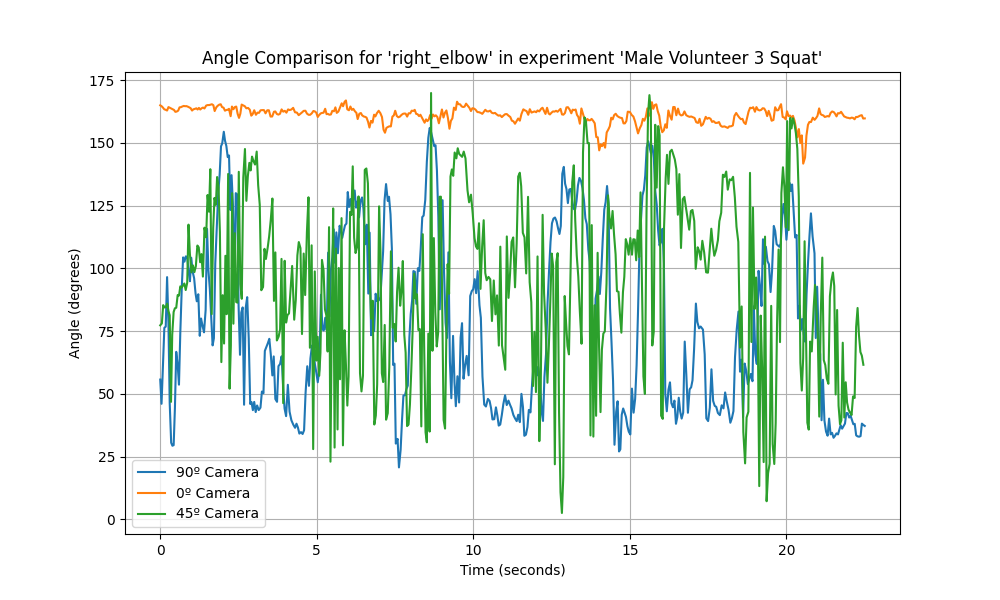 Angle Comparison for 'right_elbow' in experiment 'Male Volunteer 3 Squat'
Angle (degrees)
175
150
125
100
75
50
25
0
90º Camera
0º Camera
45º Camera
0 5 10 15 20
Time (seconds)